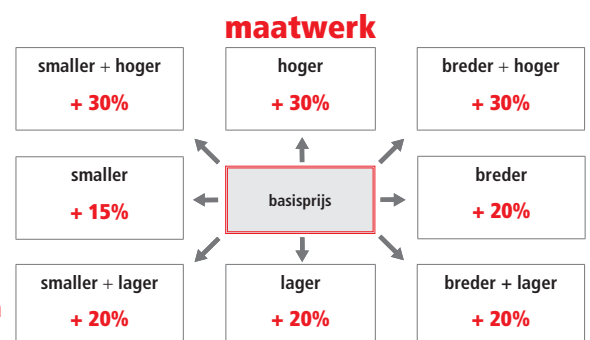 maatwerk
smaller + hoger
+ 30%
hoger
+ 30%
breder + hoger
+ 30%
smaller
+ 15%
basisprijs
breder
+ 20%
smaller + lager
+ 20%
lager
+ 20%
breder + lager
+ 20%